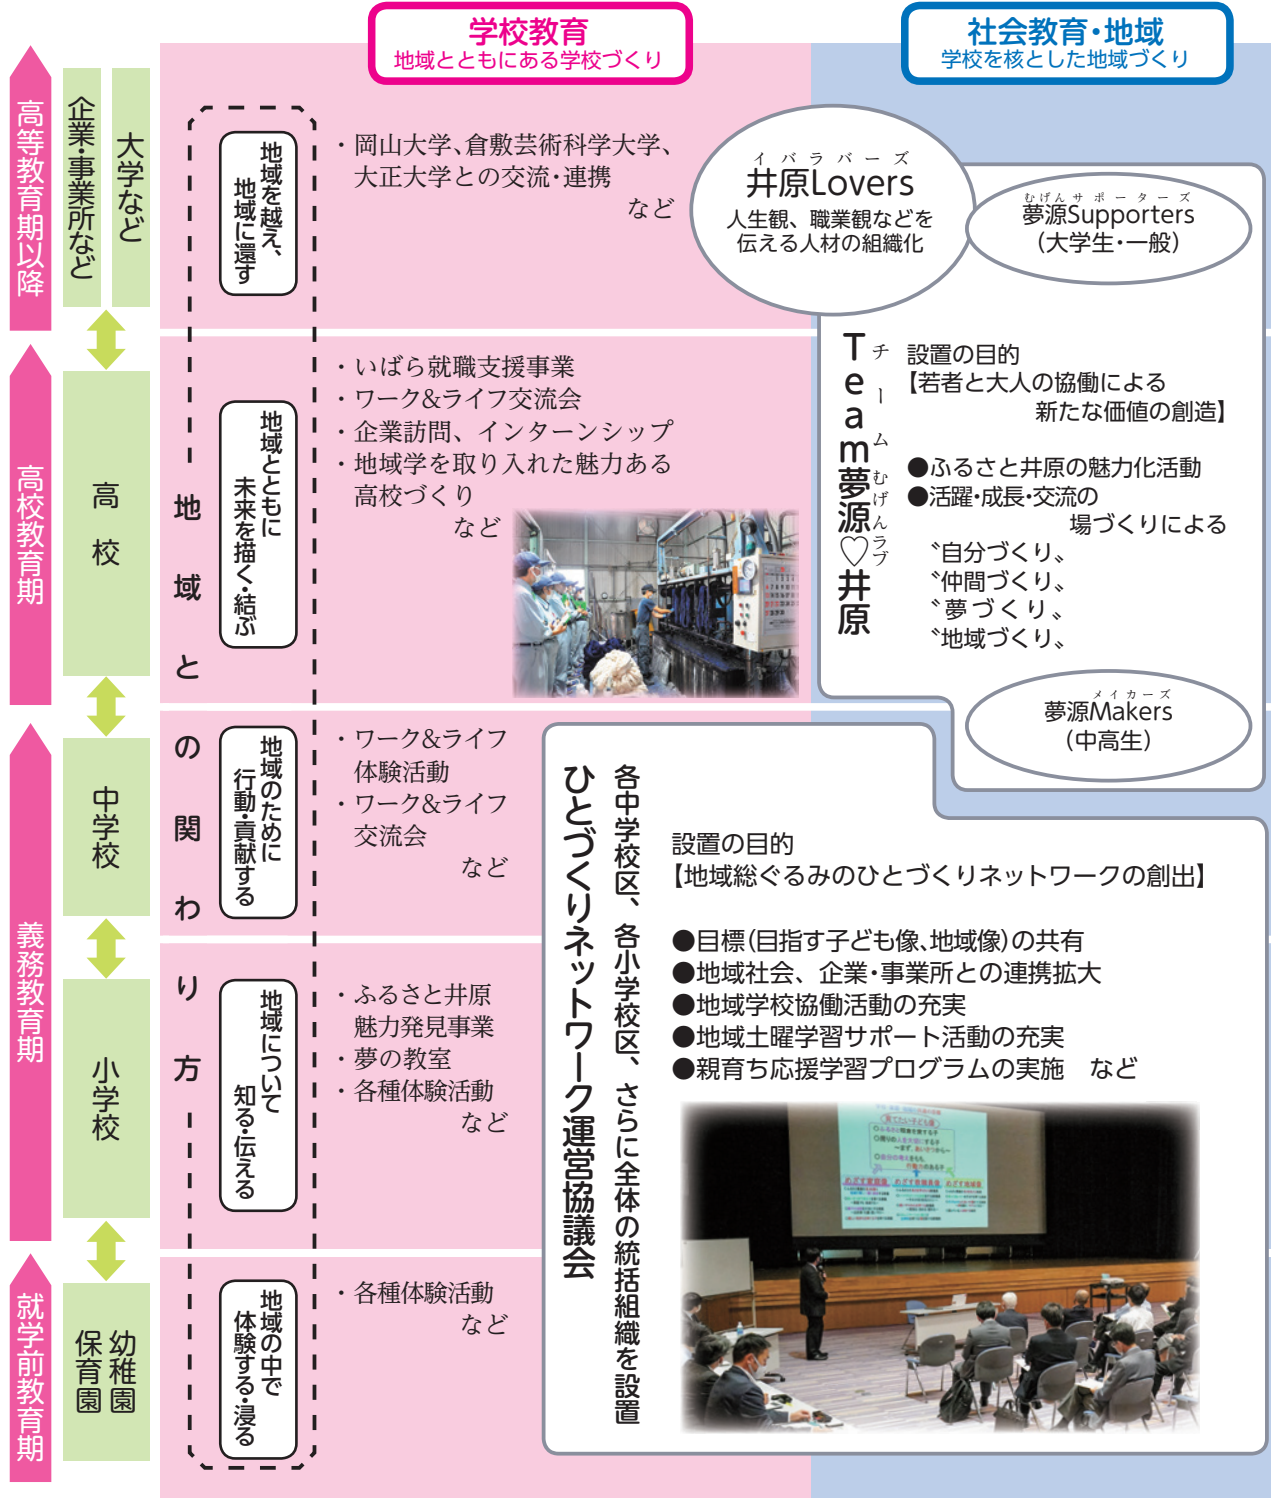 学校教育
地域とともにある学校づくり
社会教育・地域
学校を核とした地域づくり
高等教育期以降
企業・事業所など
大学など
高校教育期
高校
義務教育期
中学校
小学校
就学前教育期
幼稚園
保育園
地域との関わり方
地域を越え、
地域に還す
・岡山大学、倉敷芸術科学大学、
大正大学との交流・連携
など
地域とともに
未来を描く・結ぶ
・いばら就職支援事業
・ワーク&ライフ交流会
・企業訪問、インターンシップ
・地域学を取り入れた魅力ある
高校づくり
など
地域のために
行動・貢献する
・ワーク&ライフ
体験活動
・ワーク&ライフ
交流会
など
地域について
知る・伝える
・ふるさと井原
魅力発見事業
・夢の教室
・各種体験活動
など
地域の中で
体験する・浸る
・各種体験活動
など
イバラバーズ
井原Lovers
人生観、職業観などを
伝える人材の組織化
むげんサポーターズ
夢源Supporters
(大学生・一般)
Team夢源♡井原
チームむげんラブ
設置の目的
【若者と大人の協働による
新たな価値の創造】
●ふるさと井原の魅力化活動
●活躍・成長・交流の
場づくりによる
〝自分づくり〟
〝仲間づくり〟
〝夢づくり〟
〝地域づくり〟
メイカーズ
夢源Makers
(中高生)
各中学校区、各小学校区、さらに全体の統括組織を設置
ひとづくりネットワーク運営協議会
設置の目的
【地域総ぐるみのひとづくりネットワークの創出】
●目標(目指す子ども像、地域像)の共有
●地域社会、企業・事業所との連携拡大
●地域学校協働活動の充実
●地域土曜学習サポート活動の充実
●親育ち応援学習プログラムの実施　など
育てたい子ども像
めざす家庭像
めざす地域像